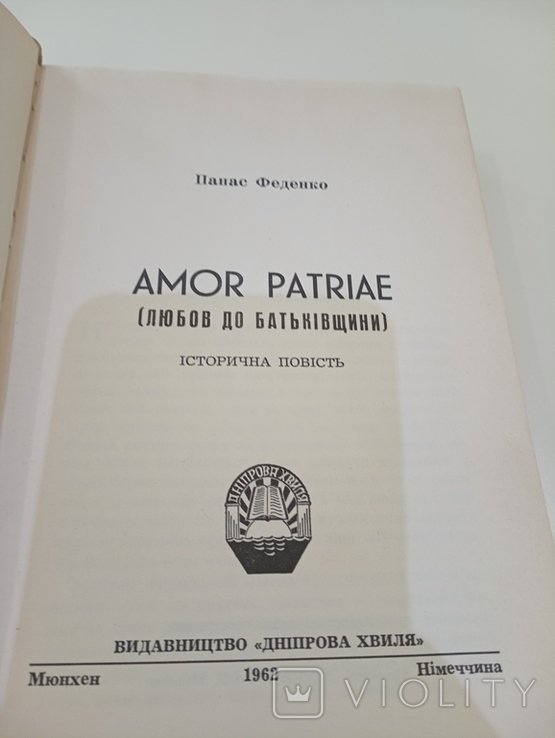 Панас Феденко
AMOR PATRIAE
(ЛЮБОВ ДО БАТЬКІВЩИНИ)
ІСТОРИЧНА ПОВІСТЬ
ДНІПРОВА ХВИЛЯ
ВИДАВНИЦТВО «ДНІПРОВА ХВИЛЯ»
Мюнхен 1962 Німеччина
VIOLITY